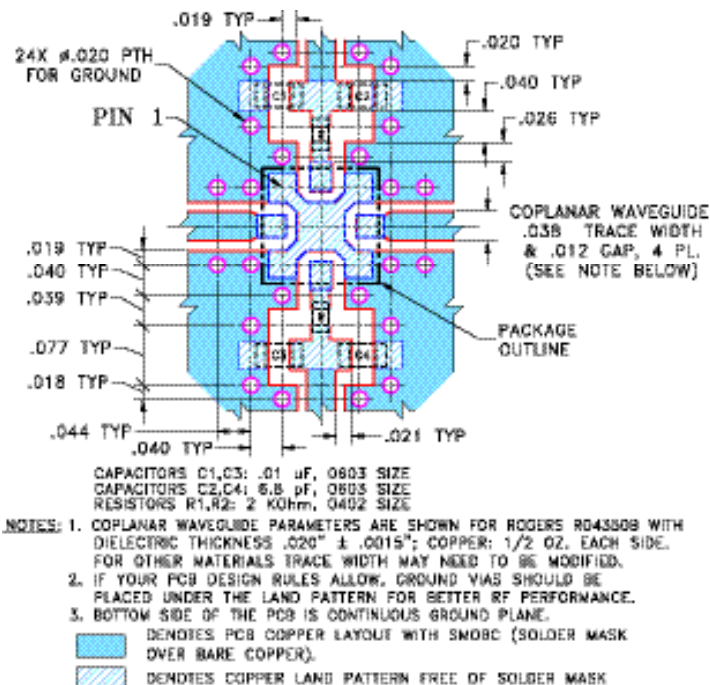 .019 TYP
24X ø.020 PTH
FOR GROUND
PIN 1
.020 TYP
.040 TYP
.026 TYP
COPLANAR WAVEGUIDE
.038 TRACE WIDTH
& .012 GAP, 4 PL.
(SEE NOTE BELOW)
.019 TYP
.040 TYP
.039 TYP
.077 TYP
.018 TYP
.044 TYP
.040 TYP
.021 TYP
PACKAGE
OUTLINE
C3
C4
CAPACITORS C1,C3: .01 uF, 0603 SIZE
CAPACITORS C2,C4: 6.8 pF, 0603 SIZE
RESISTORS R1,R2: 2 KOhm, 0402 SIZE
NOTES: 1. COPLANAR WAVEGUIDE PARAMETERS ARE SHOWN FOR ROGERS RO4350B WITH
DIELECTRIC THICKNESS .020" ± .0015"; COPPER: 1/2 OZ. EACH SIDE.
FOR OTHER MATERIALS TRACE WIDTH MAY NEED TO BE MODIFIED.
2. IF YOUR PCB DESIGN RULES ALLOW, GROUND VIAS SHOULD BE
PLACED UNDER THE LAND PATTERN FOR BETTER RF PERFORMANCE.
3. BOTTOM SIDE OF THE PCB IS CONTINUOUS GROUND PLANE.
DENOTES PCB COPPER LAYOUT WITH SMOBC (SOLDER MASK
OVER BARE COPPER).
DENOTES COPPER LAND PATTERN FREE OF SOLDER MASK